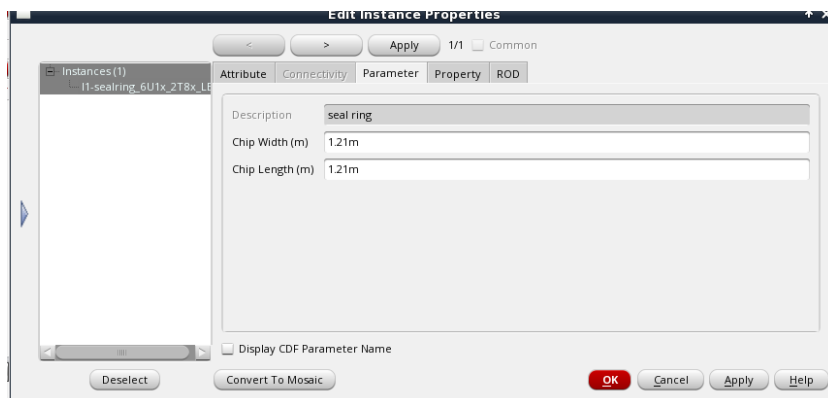 Edit Instance Properties
< > Apply 1/1 Common
Instances (1)
I1-sealring_6U1x_2T8x_LE
Attribute Connectivity Parameter Property ROD
Description seal ring
Chip Width (m) 1.21m
Chip Length (m) 1.21m
Display CDF Parameter Name
Deselect Convert To Mosaic OK Cancel Apply Help